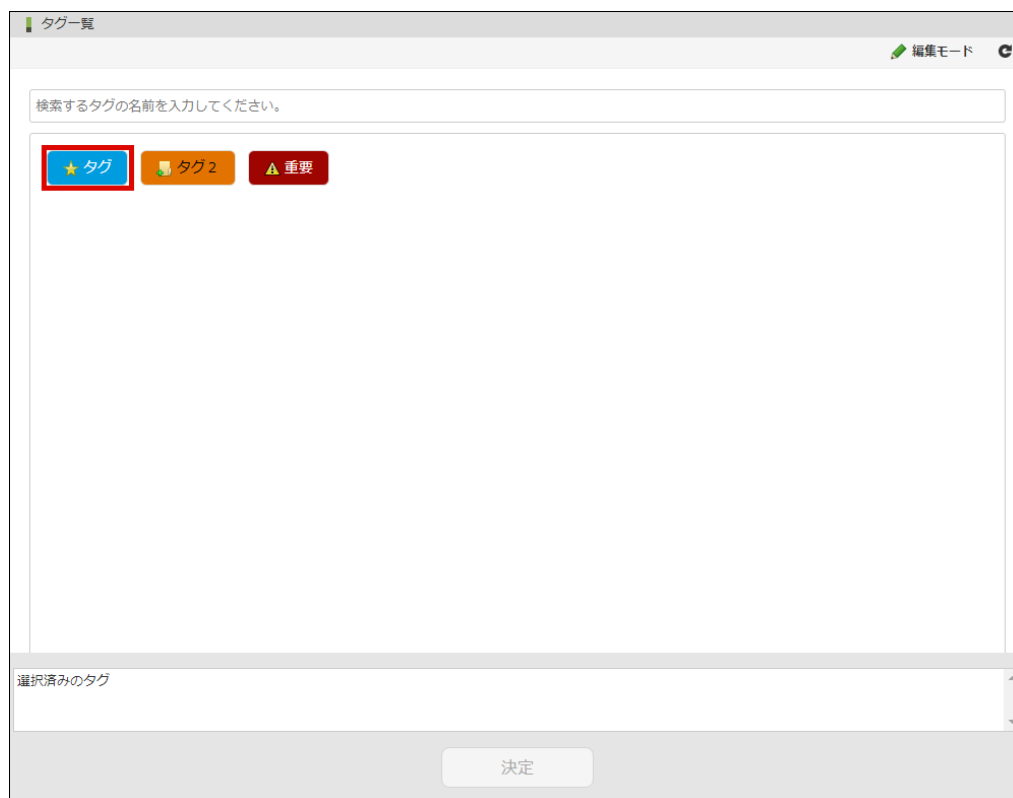 タグ一覧
編集モード
検索するタグの名前を入力してください。
タグ タグ２ 重要
選択済みのタグ
決定